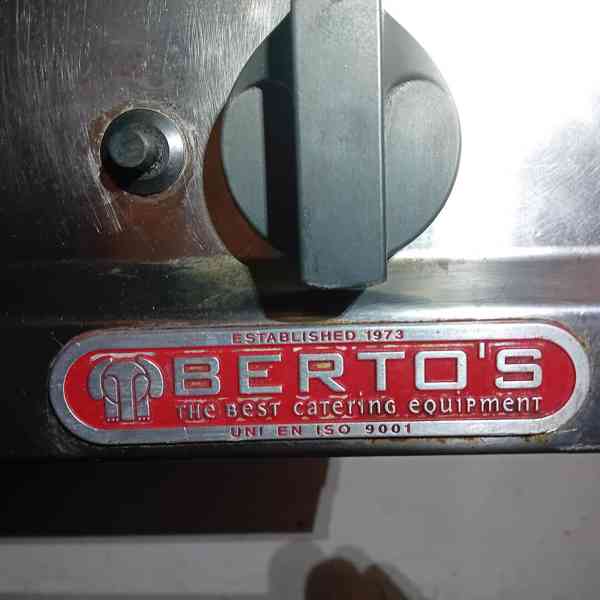 ESTABLISHED 1973
BERTO'S
THE BEST CATERING EQUIPMENT
UNI EN ISO 9001